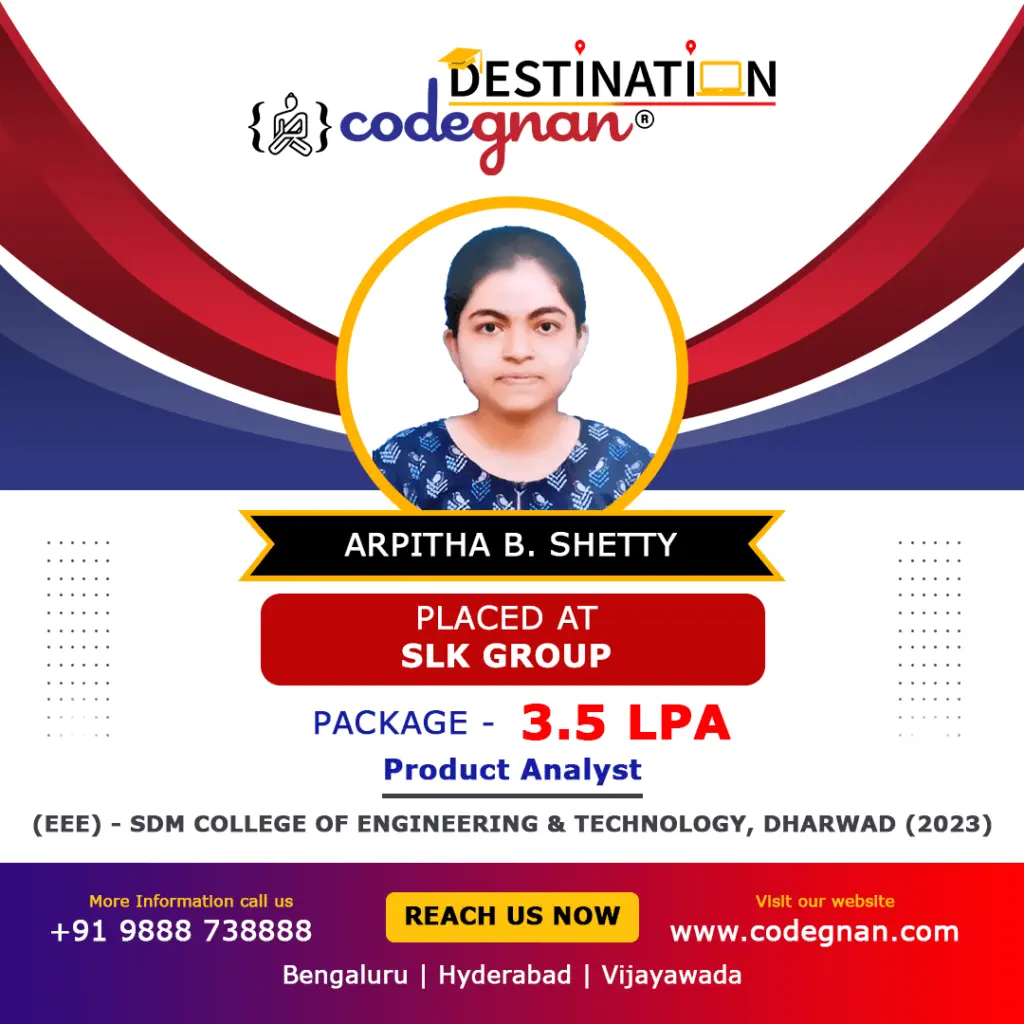 DESTINATION
{ } codegnan®
ARPITHA B. SHETTY
PLACED AT
SLK GROUP
PACKAGE - 3.5 LPA
Product Analyst
(EEE) - SDM COLLEGE OF ENGINEERING & TECHNOLOGY, DHARWAD (2023)
More Information call us
+91 9888 738888
REACH US NOW
Visit our website
www.codegnan.com
Bengaluru | Hyderabad | Vijayawada